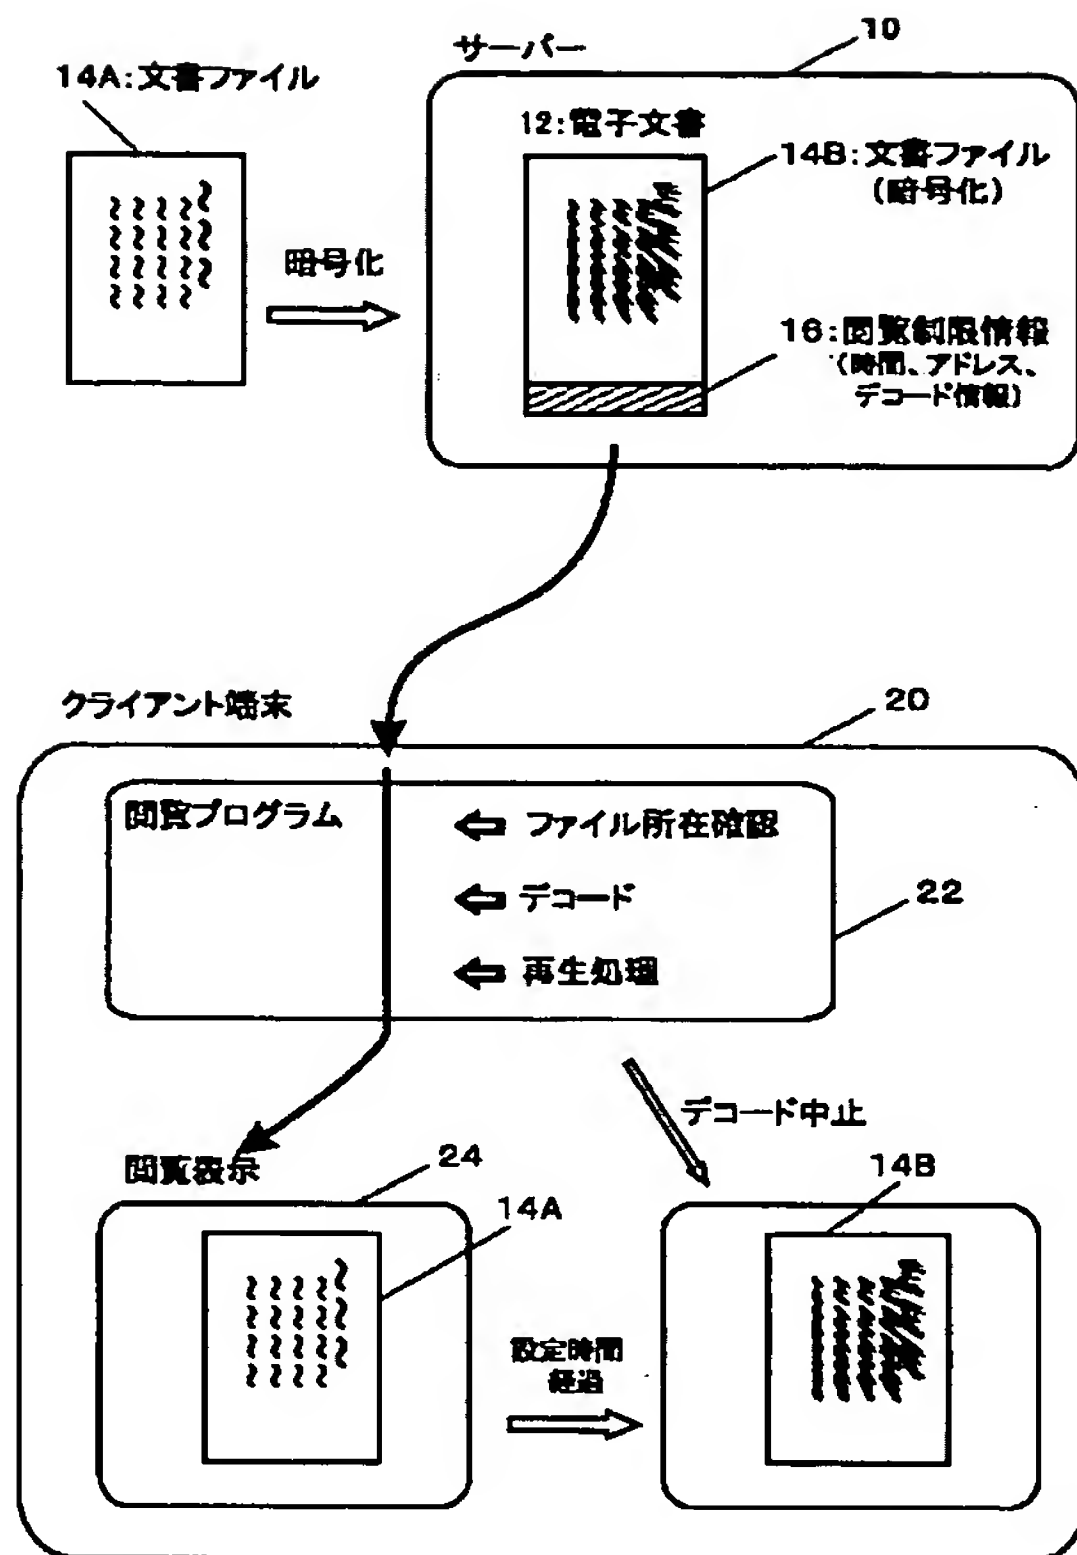 サーバー
10
14A:文書ファイル
12:電子文書
14B:文書ファイル
(暗号化)
暗号化
16:閲覧制限情報
(時間、アドレス、
デコード情報)
クライアント端末
20
閲覧プログラム
ファイル所在確認
デコード
22
再生処理
デコード中止
閲覧表示
24
14A
14B
設定時間
経過